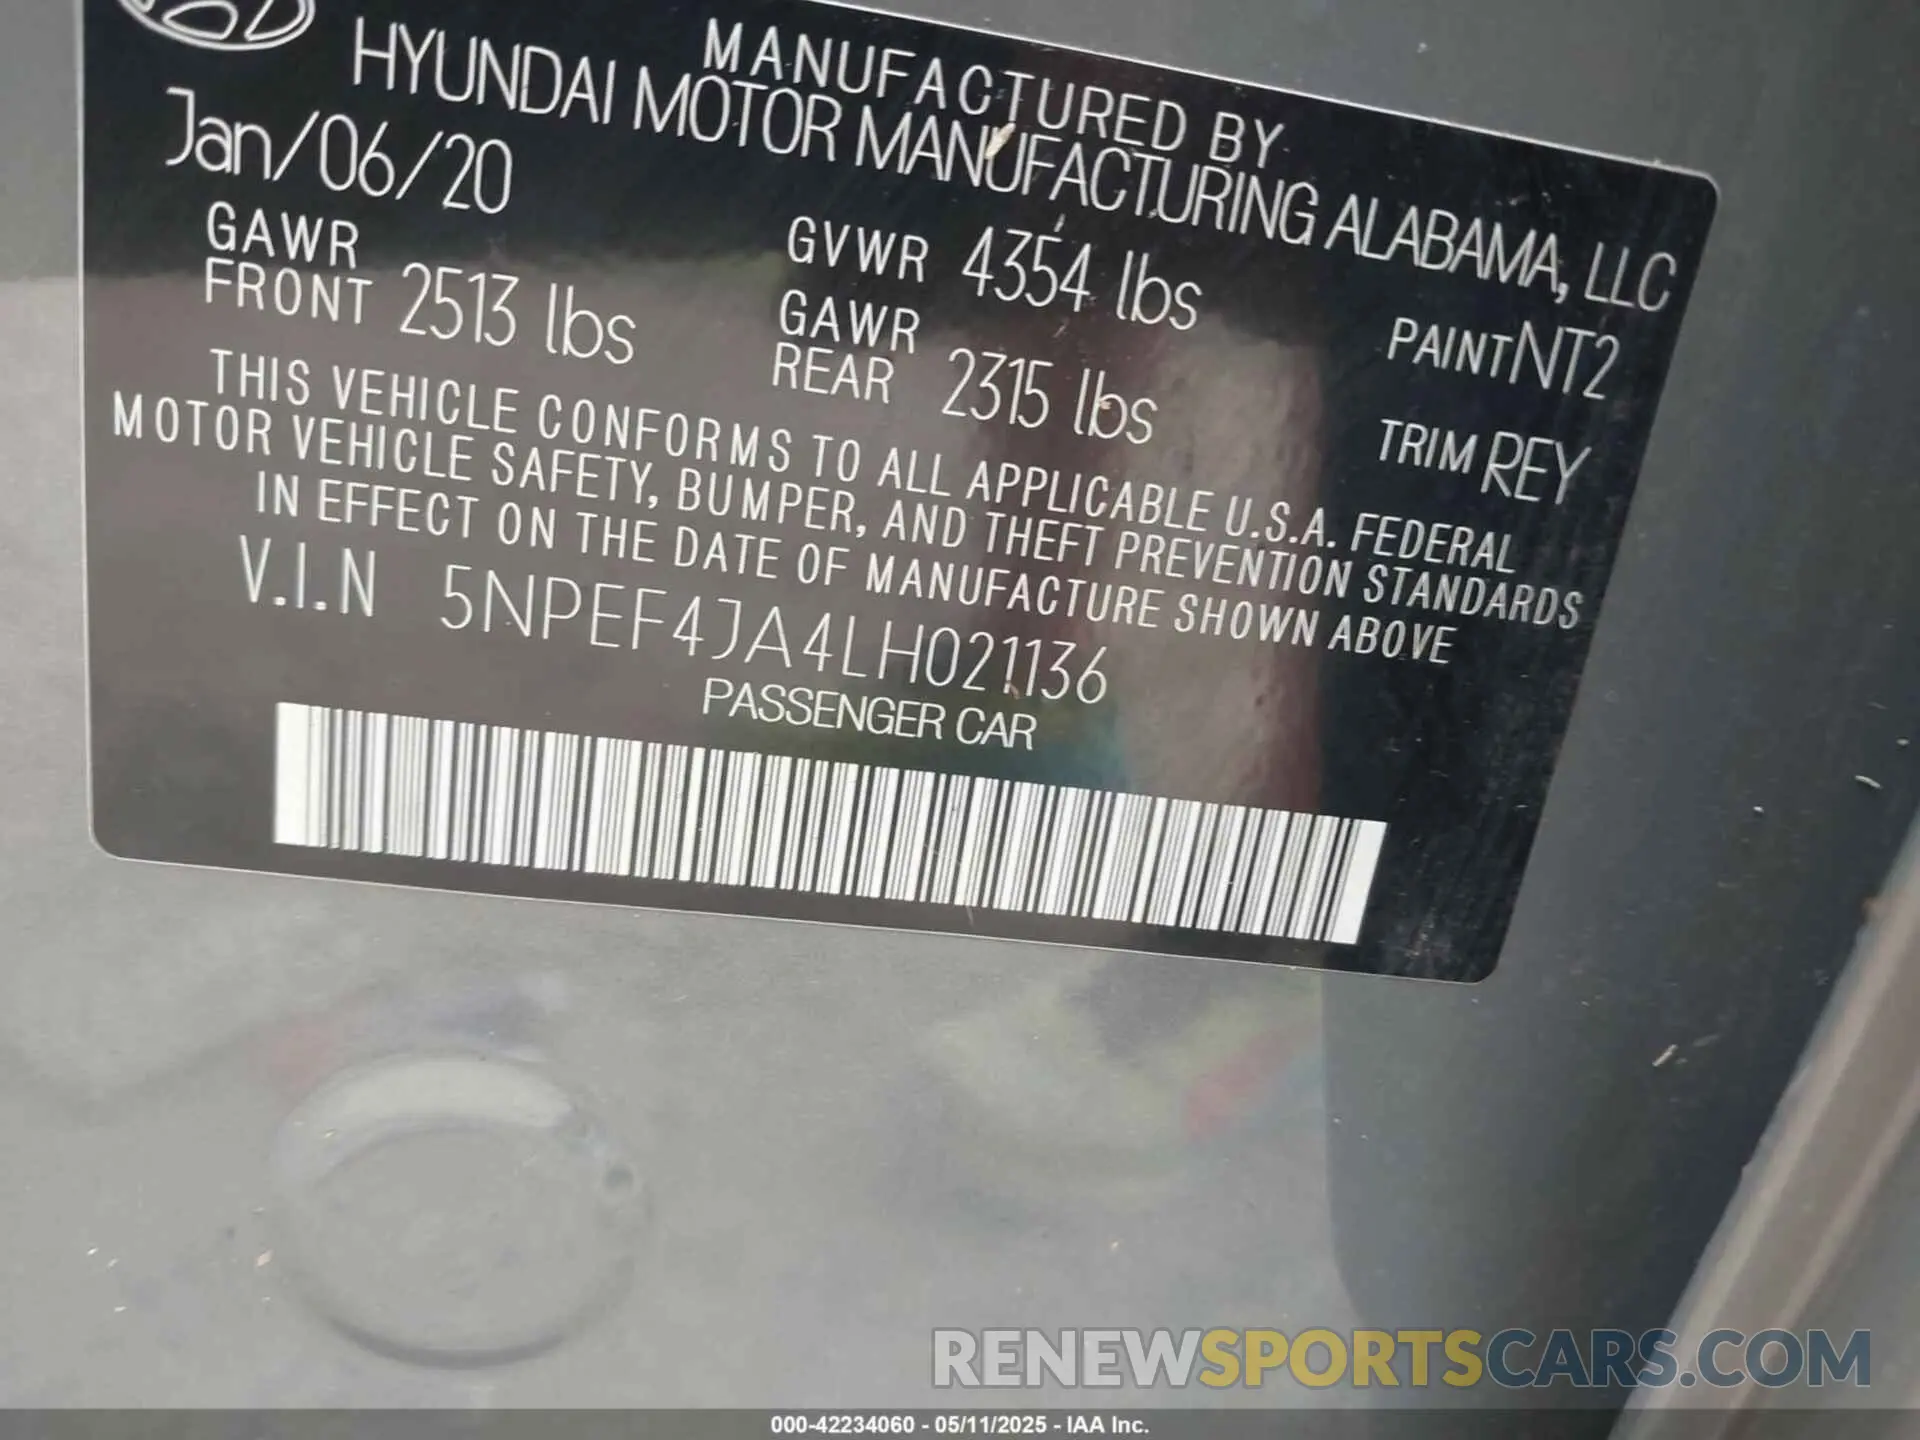 MANUFACTURED BY
HYUNDAI MOTOR MANUFACTURING ALABAMA, LLC
Jan/06/20
GVWR 4354 lbs
PAINT NT2
GAWR FRONT 2513 lbs
GAWR REAR 2315 lbs
TRIM REY
THIS VEHICLE CONFORMS TO ALL APPLICABLE U.S.A. FEDERAL
MOTOR VEHICLE SAFETY, BUMPER, AND THEFT PREVENTION STANDARDS
IN EFFECT ON THE DATE OF MANUFACTURE SHOWN ABOVE
V.I.N 5NPEF4JA4LH021136
PASSENGER CAR
RENEWSPORTSCARS.COM
000-42234060 - 05/11/2025 - IAA Inc.